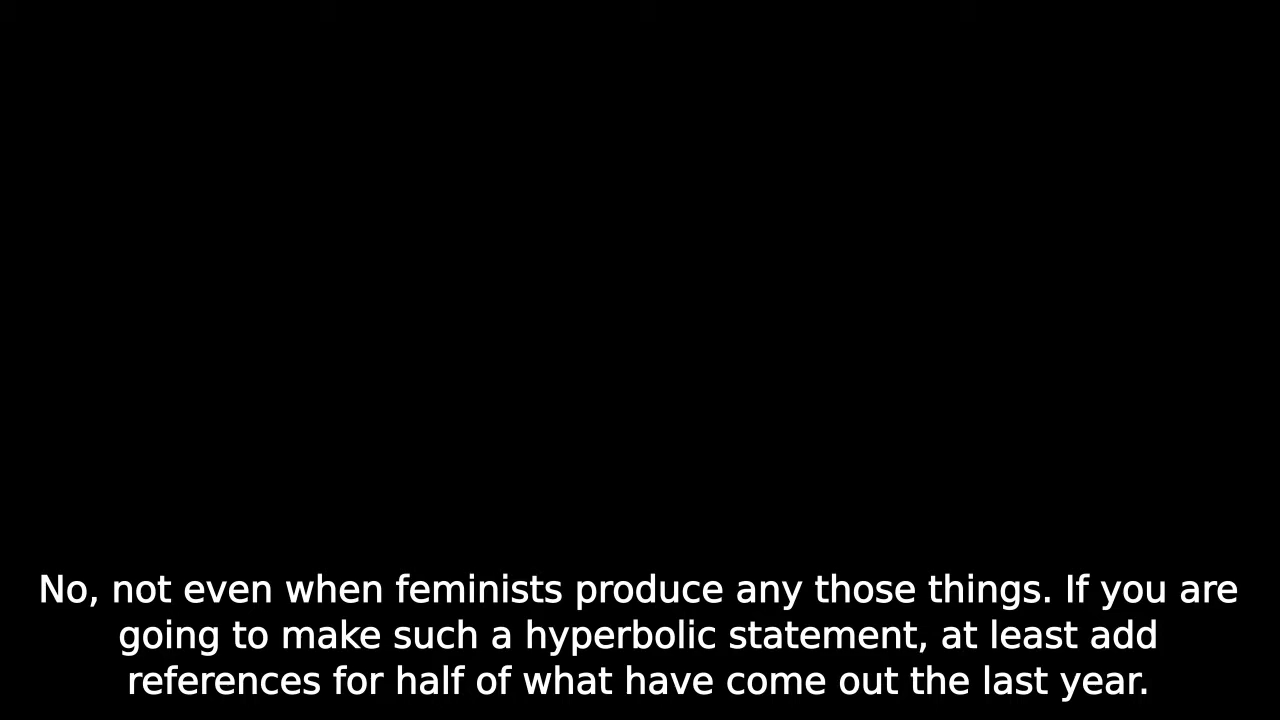 No, not even when feminists produce any those things. If you are
going to make such a hyperbolic statement, at least add
references for half of what have come out the last year.